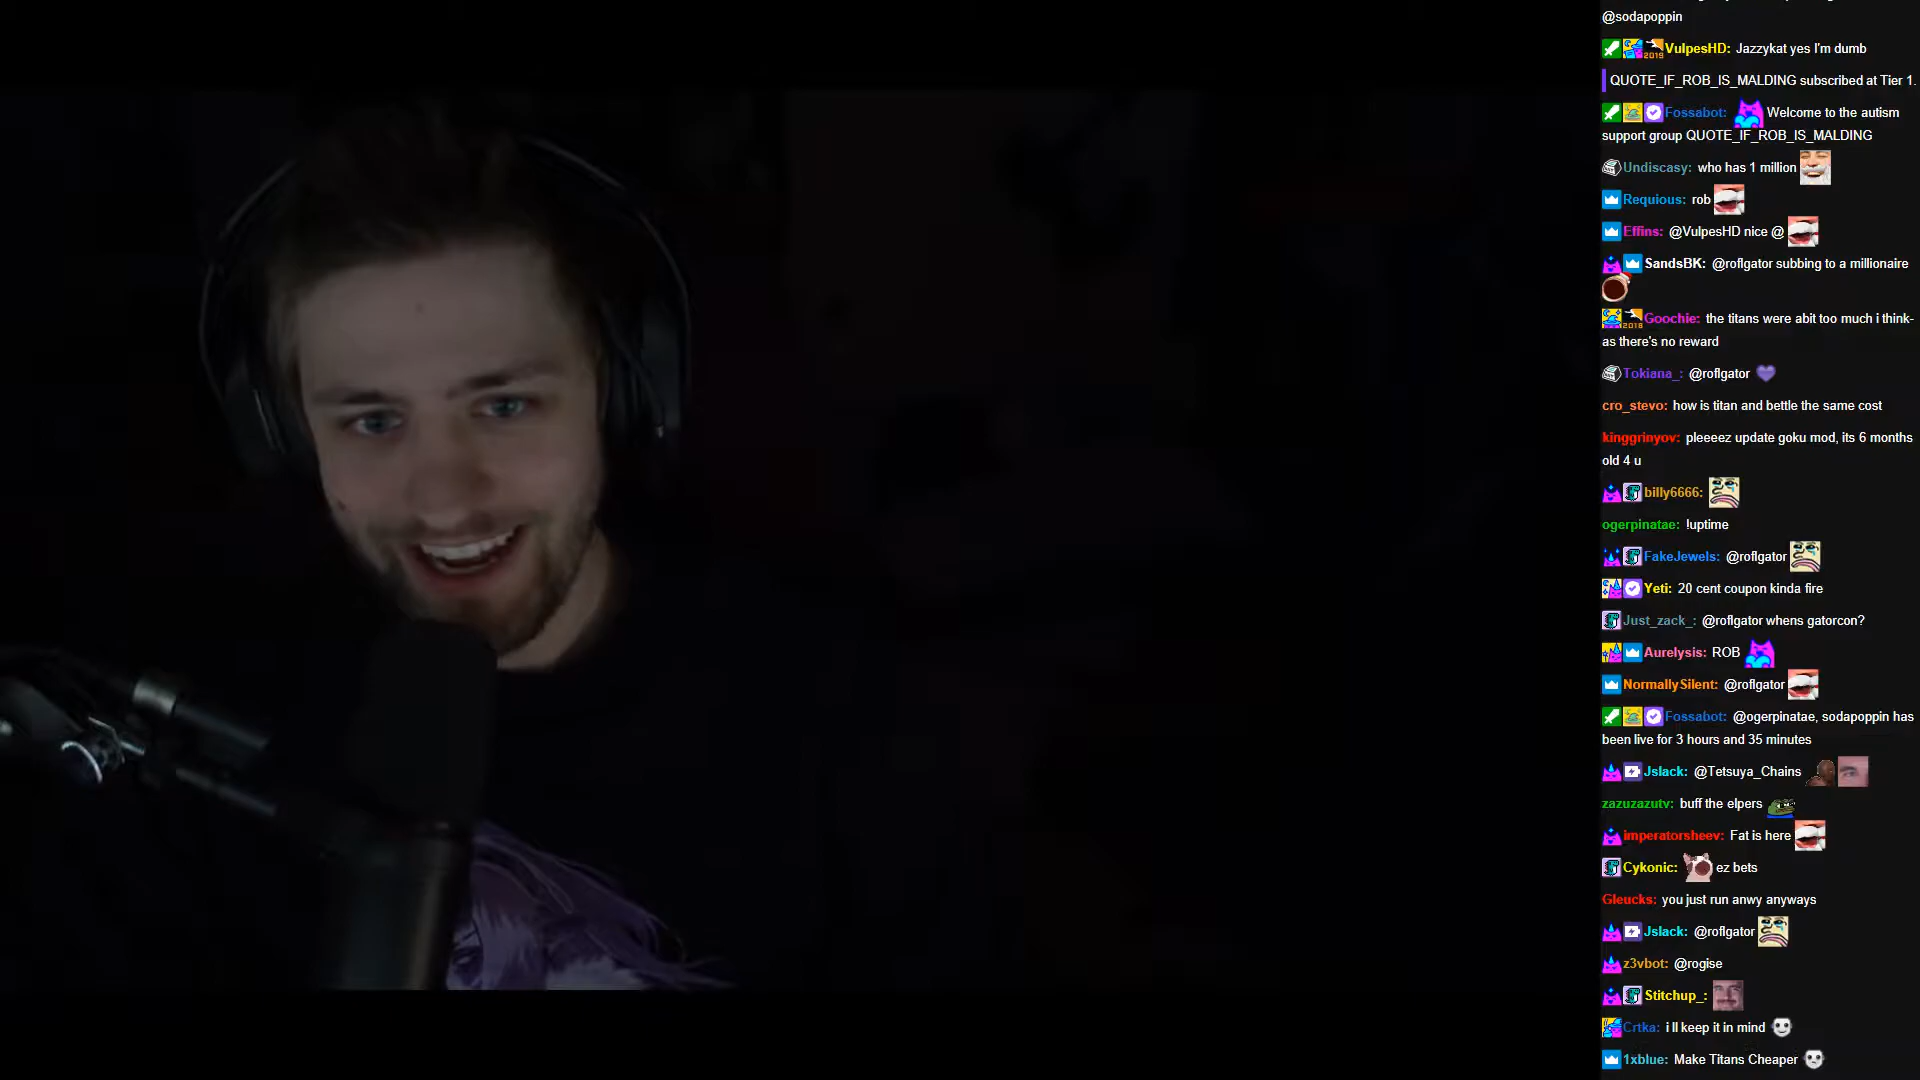 @sodapoppin
VulpesHD: Jazzykat yes I'm dumb
QUOTE_IF_ROB_IS_MALDING subscribed at Tier 1.
Fossabot: Welcome to the autism
support group QUOTE_IF_ROB_IS_MALDING
Undiscasy: who has 1 million
Requious: rob
Effins: @VulpesHD nice @
SandsBK: @roflgator subbing to a millionaire
2018 Goochie: the titans were abit too much i think-
as there's no reward
Tokiana_: @roflgator
cro_stevo: how is titan and bettle the same cost
kinggrinyov: pleeeez update goku mod, its 6 months
old 4 u
billy6666:
ogerpinatae: !uptime
FakeJewels: @roflgator
Yeti: 20 cent coupon kinda fire
Just_zack_: @roflgator whens gatorcon?
Aurelysis: ROB
NormallySilent: @roflgator
Fossabot: @ogerpinatae, sodapoppin has
been live for 3 hours and 35 minutes
Jslack: @Tetsuya_Chains
zazuzazutv: buff the elpers
imperatorsheev: Fat is here
Cykonic: ez bets
Gleucks: you just run anwy anyways
Jslack: @roflgator
z3vbot: @rogise
Stitchup_:
Crtka: i ll keep it in mind
1xblue: Make Titans Cheaper